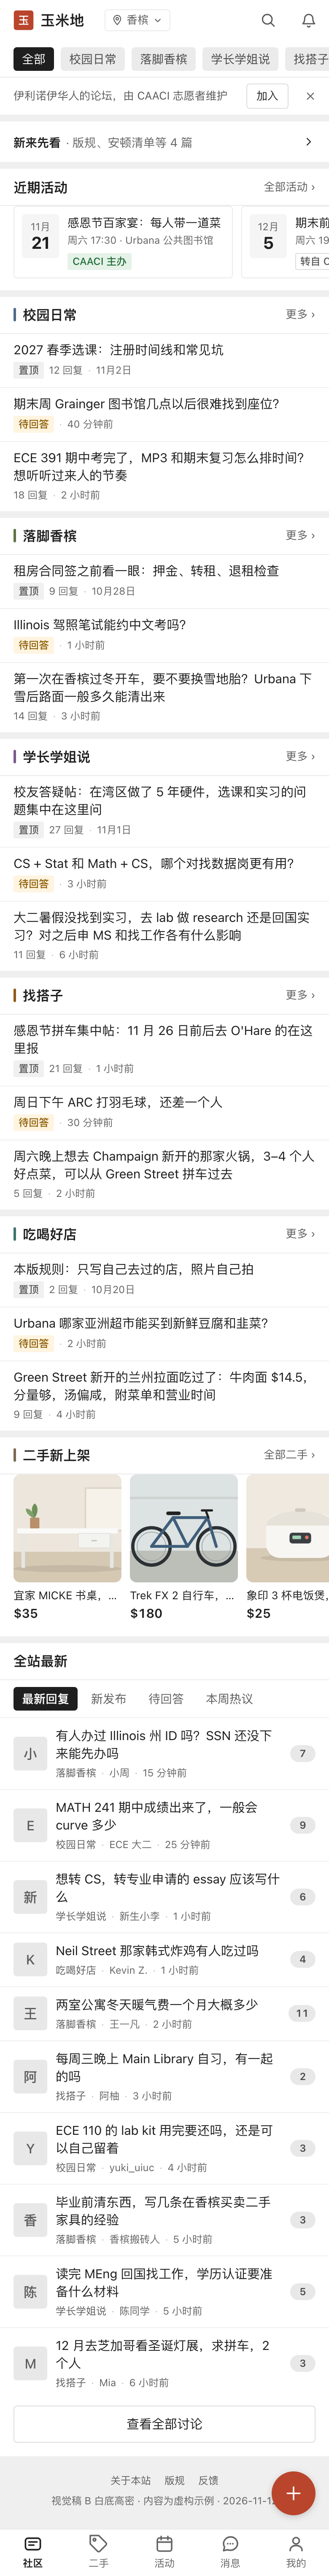 玉 玉米地 香槟
全部 校园日常 落脚香槟 学长学姐说 找搭子
伊利诺伊华人的论坛，由 CAACI 志愿者维护 加入
新来先看 · 版规、安顿清单等 4 篇
近期活动 全部活动 ›
11月
21
感恩节百家宴：每人带一道菜
周六 17:30 · Urbana 公共图书馆
CAACI 主办
12月
5
期末前
周六 19
转自 C
校园日常 更多 ›
2027 春季选课：注册时间线和常见坑
置顶 12 回复 · 11月2日
期末周 Grainger 图书馆几点以后很难找到座位？
待回答 · 40 分钟前
ECE 391 期中考完了，MP3 和期末复习怎么排时间？
想听听过来人的节奏
18 回复 · 2 小时前
落脚香槟 更多 ›
租房合同签之前看一眼：押金、转租、退租检查
置顶 9 回复 · 10月28日
Illinois 驾照笔试能约中文考吗？
待回答 · 1 小时前
第一次在香槟过冬开车，要不要换雪地胎？Urbana 下
雪后路面一般多久能清出来
14 回复 · 3 小时前
学长学姐说 更多 ›
校友答疑帖：在湾区做了 5 年硬件，选课和实习的问
题集中在这里问
置顶 27 回复 · 11月1日
CS + Stat 和 Math + CS，哪个对找数据岗更有用？
待回答 · 3 小时前
大二暑假没找到实习，去 lab 做 research 还是回国实
习？对之后申 MS 和找工作各有什么影响
11 回复 · 6 小时前
找搭子 更多 ›
感恩节拼车集中帖：11 月 26 日前后去 O'Hare 的在这
里报
置顶 21 回复 · 1 小时前
周日下午 ARC 打羽毛球，还差一个人
待回答 · 30 分钟前
周六晚上想去 Champaign 新开的那家火锅，3–4 个人
好点菜，可以从 Green Street 拼车过去
5 回复 · 2 小时前
吃喝好店 更多 ›
本版规则：只写自己去过的店，照片自己拍
置顶 2 回复 · 10月20日
Urbana 哪家亚洲超市能买到新鲜豆腐和韭菜？
待回答 · 2 小时前
Green Street 新开的兰州拉面吃过了：牛肉面 $14.5，
分量够，汤偏咸，附菜单和营业时间
9 回复 · 4 小时前
二手新上架 全部二手 ›
宜家 MICKE 书桌，...
$35
Trek FX 2 自行车，...
$180
象印 3 杯电饭煲，
$25
全站最新
最新回复 新发布 待回答 本周热议
小
有人办过 Illinois 州 ID 吗？SSN 还没下
来能先办吗
落脚香槟 · 小周 · 15 分钟前
7
E
MATH 241 期中成绩出来了，一般会
curve 多少
校园日常 · ECE 大二 · 25 分钟前
9
新
想转 CS，转专业申请的 essay 应该写什
么
学长学姐说 · 新生小李 · 1 小时前
6
K
Neil Street 那家韩式炸鸡有人吃过吗
吃喝好店 · Kevin Z. · 1 小时前
4
王
两室公寓冬天暖气费一个月大概多少
落脚香槟 · 王一凡 · 2 小时前
11
阿
每周三晚上 Main Library 自习，有一起
的吗
找搭子 · 阿柚 · 3 小时前
2
Y
ECE 110 的 lab kit 用完要还吗，还是可
以自己留着
校园日常 · yuki_uiuc · 4 小时前
3
香
毕业前清东西，写几条在香槟买卖二手
家具的经验
落脚香槟 · 香槟搬砖人 · 5 小时前
3
陈
读完 MEng 回国找工作，学历认证要准
备什么材料
学长学姐说 · 陈同学 · 5 小时前
5
M
12 月去芝加哥看圣诞灯展，求拼车，2
个人
找搭子 · Mia · 6 小时前
3
查看全部讨论
关于本站 版规 反馈
视觉稿 B 白底高密 · 内容为虚构示例 · 2026-11-12
社区 二手 活动 消息 我的